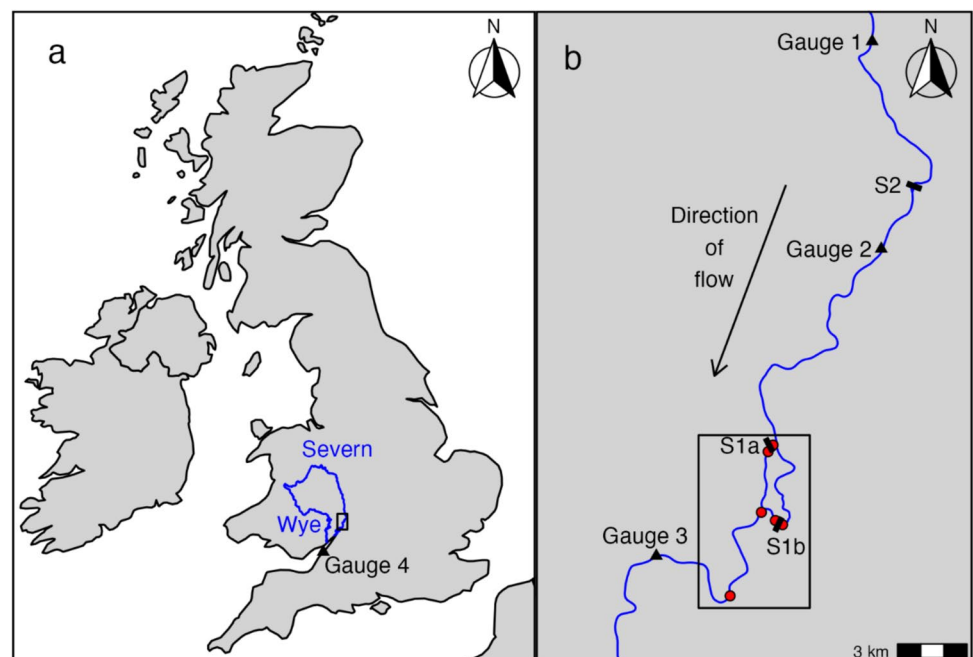 a
N
Severn
Wye
Gauge 4
b
N
Gauge 1
S2
Direction
of
flow
Gauge 2
S1a
S1b
Gauge 3
3 km